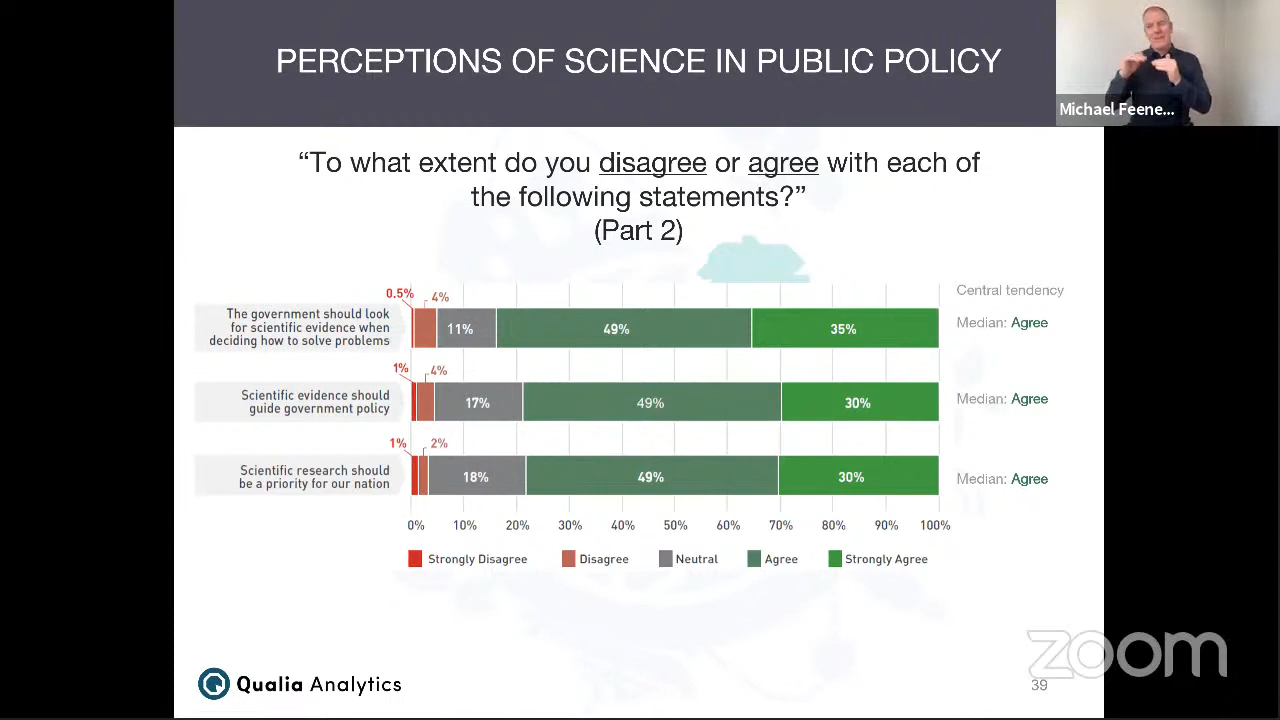 PERCEPTIONS OF SCIENCE IN PUBLIC POLICY
Michael Feene...
“To what extent do you disagree or agree with each of
the following statements?”
(Part 2)
Central tendency
0.5%
4%
The government should look
for scientific evidence when
deciding how to solve problems
11%
49%
35%
Median: Agree
1%
4%
Scientific evidence should
guide government policy
17%
49%
30%
Median: Agree
1%
2%
Scientific research should
be a priority for our nation
18%
49%
30%
Median: Agree
0% 10% 20% 30% 40% 50% 60% 70% 80% 90% 100%
Strongly Disagree Disagree Neutral Agree Strongly Agree
zoom
Qualia Analytics
39